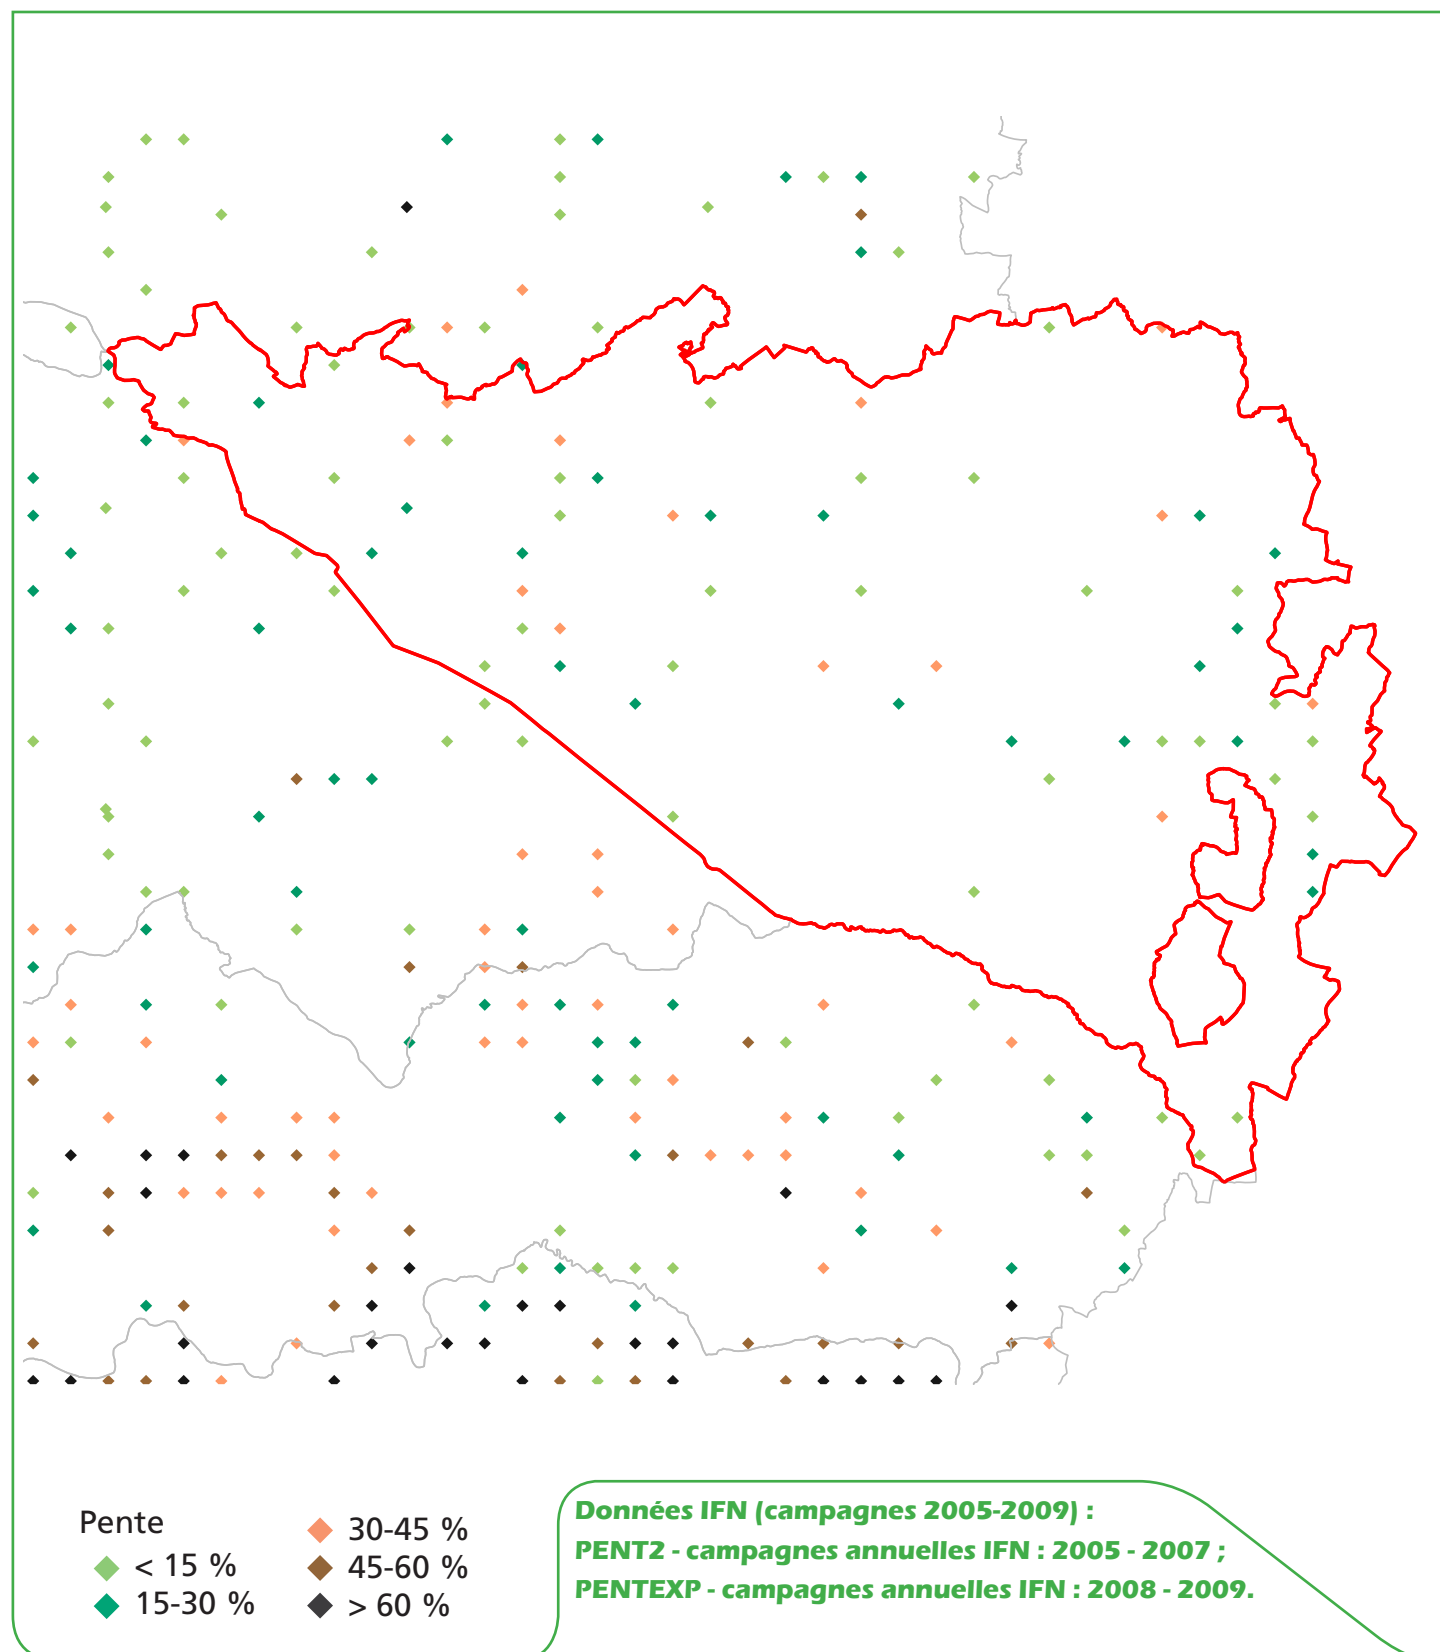 Pente
< 15 %
15-30 %
30-45 %
45-60 %
> 60 %
Données IFN (campagnes 2005-2009) :
PENT2 - campagnes annuelles IFN : 2005 - 2007 ;
PENTEXP - campagnes annuelles IFN : 2008 - 2009.